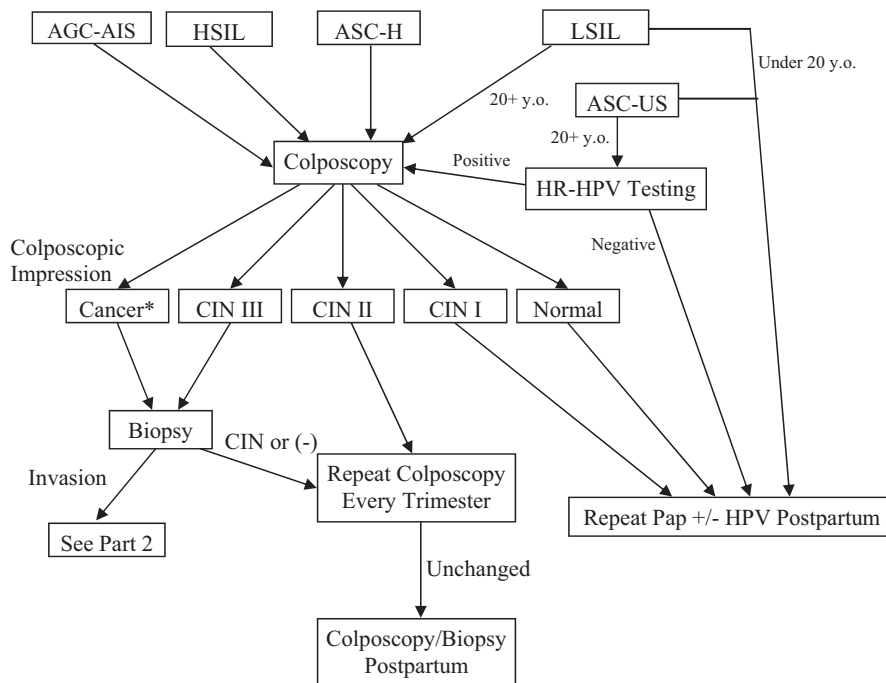 AGC-AIS
HSIL
ASC-H
LSIL
Under 20 y.o.
20+ y.o.
ASC-US
20+ y.o.
Colposcopy
Positive
HR-HPV Testing
Negative
Colposcopic
Impression
Cancer*
CIN III
CIN II
CIN I
Normal
Biopsy
CIN or (-)
Invasion
Repeat Colposcopy
Every Trimester
Repeat Pap +/- HPV Postpartum
See Part 2
Unchanged
Colposcopy/Biopsy
Postpartum